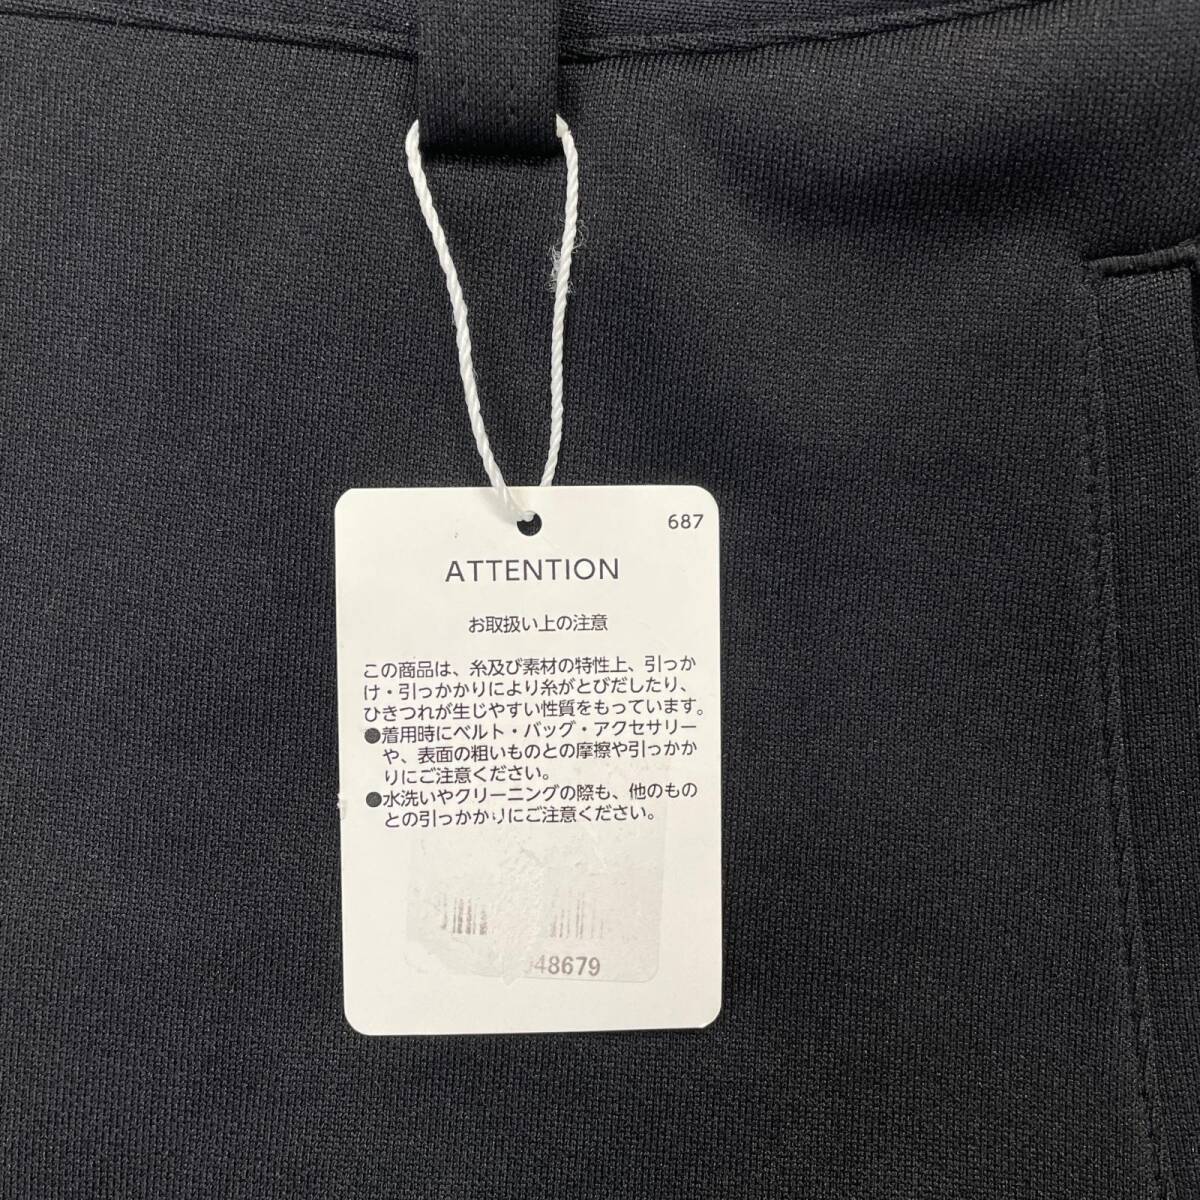 687
ATTENTION
お取扱い上の注意
この商品は、糸及び素材の特性上、引っか
け・引っかかりにより糸がとびだしたり、
ひきつれが生じやすい性質をもっています。
●着用時にベルト・バッグ・アクセサリー
や、表面の粗いものとの摩擦や引っかか
りにご注意ください。
●水洗いやクリーニングの際も、他のもの
との引っかかりにご注意ください。
48679